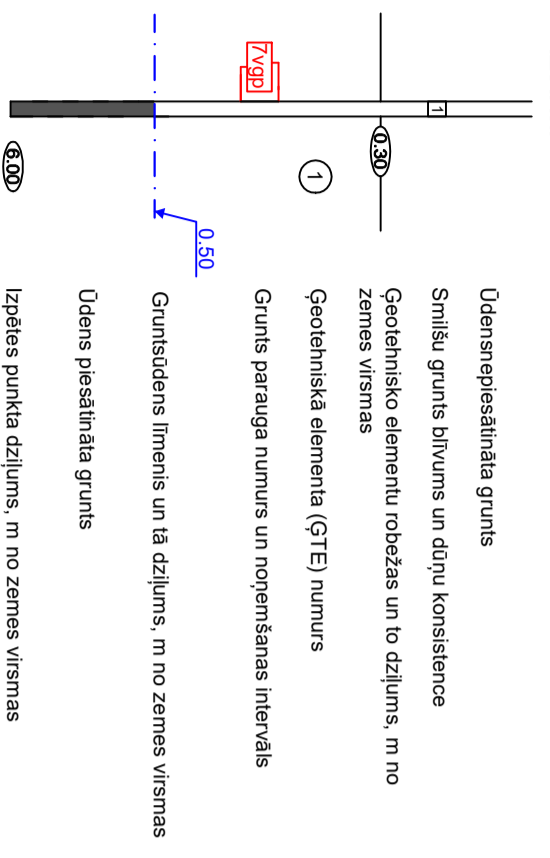 Ūdensnepiesātināta grunts
1
Smilšu grunts blīvums un dūņu konsistence
0.30
Ģeotehnisko elementu robežas un to dziļums, m no
zemes virsmas
1
Ģeotehniskā elementa (ĢTE) numurs
7vgp
Grunts parauga numurs un noņemšanas intervāls
0.50
Gruntsūdens līmenis un tā dziļums, m no zemes virsmas
Ūdens piesātināta grunts
6.00
Izpētes punkta dziļums, m no zemes virsmas